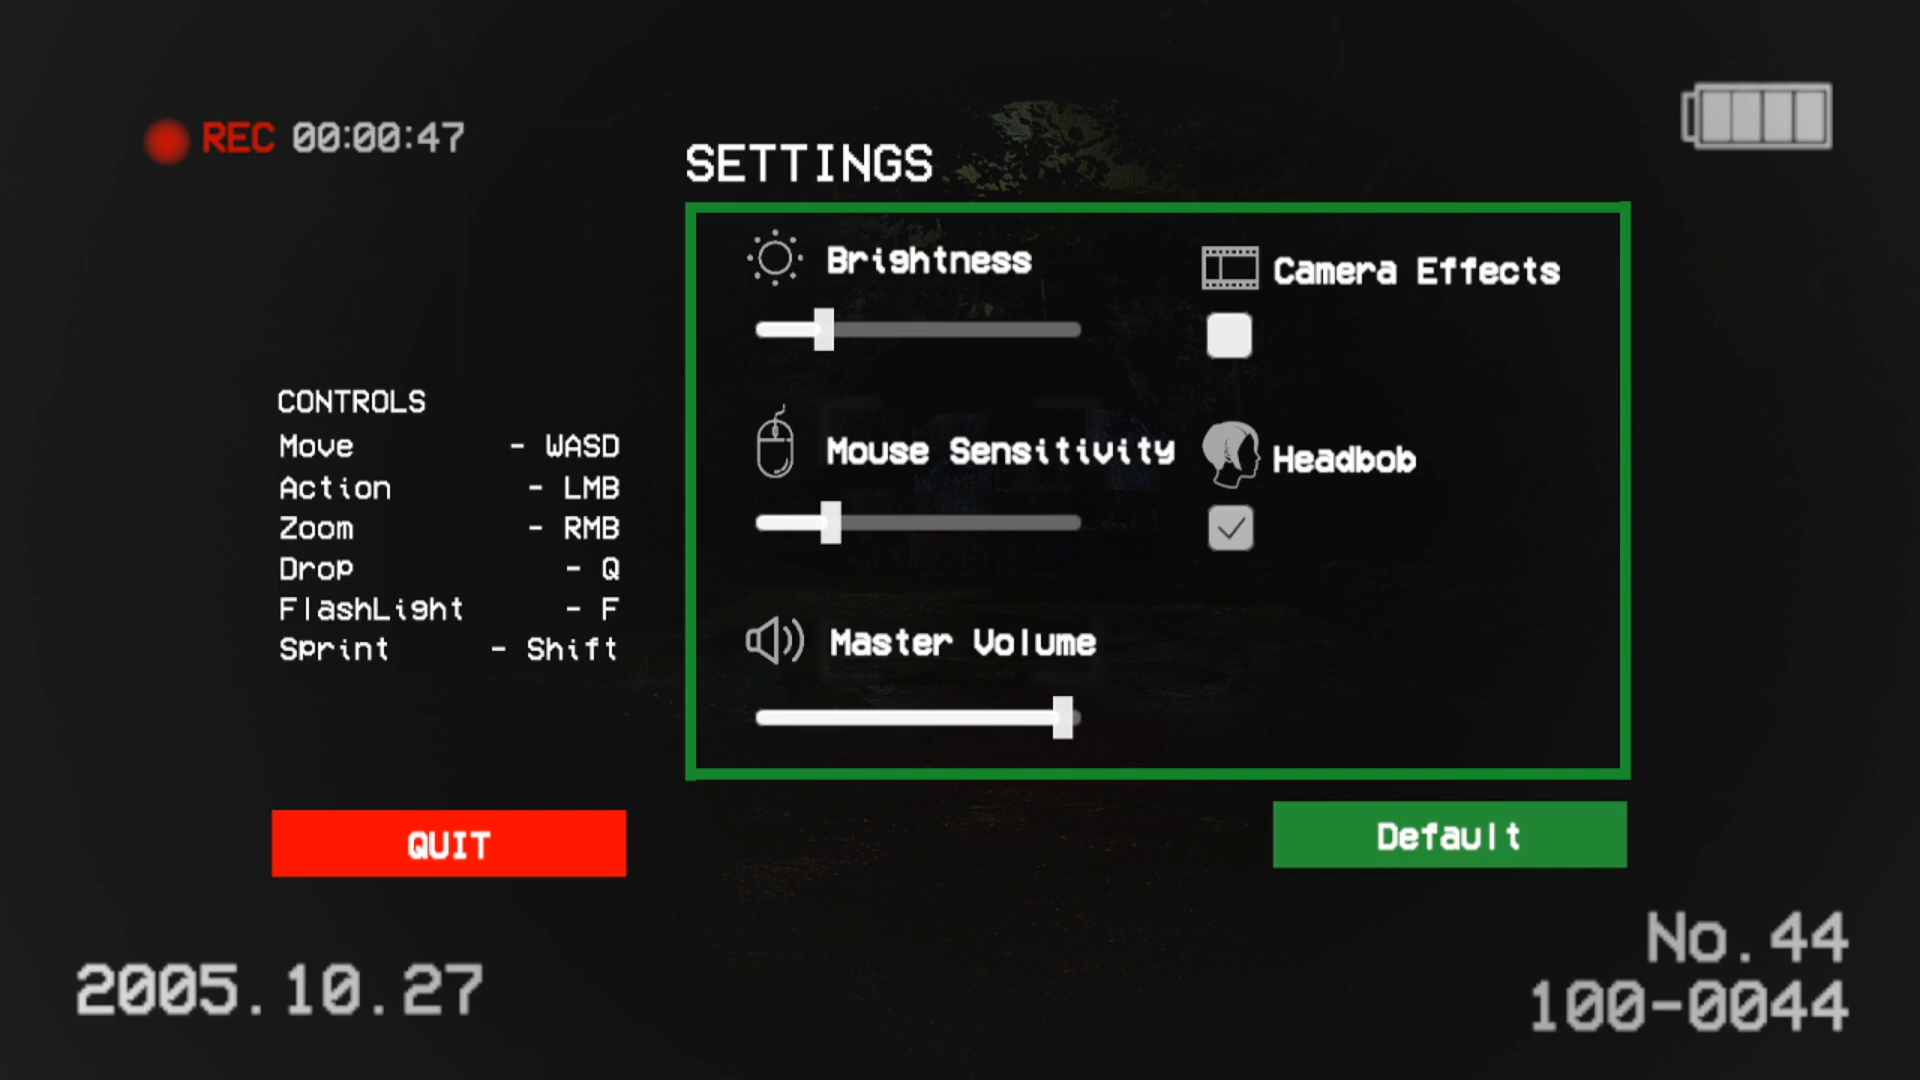 REC 00:00:47
SETTINGS
Brightness
Camera Effects
Mouse Sensitivity
Headbob
Master Volume
CONTROLS
Move - WASD
Action - LMB
Zoom - RMB
Drop - Q
FlashLight - F
Sprint - Shift
QUIT
Default
2005.10.27
No.44
100-0044